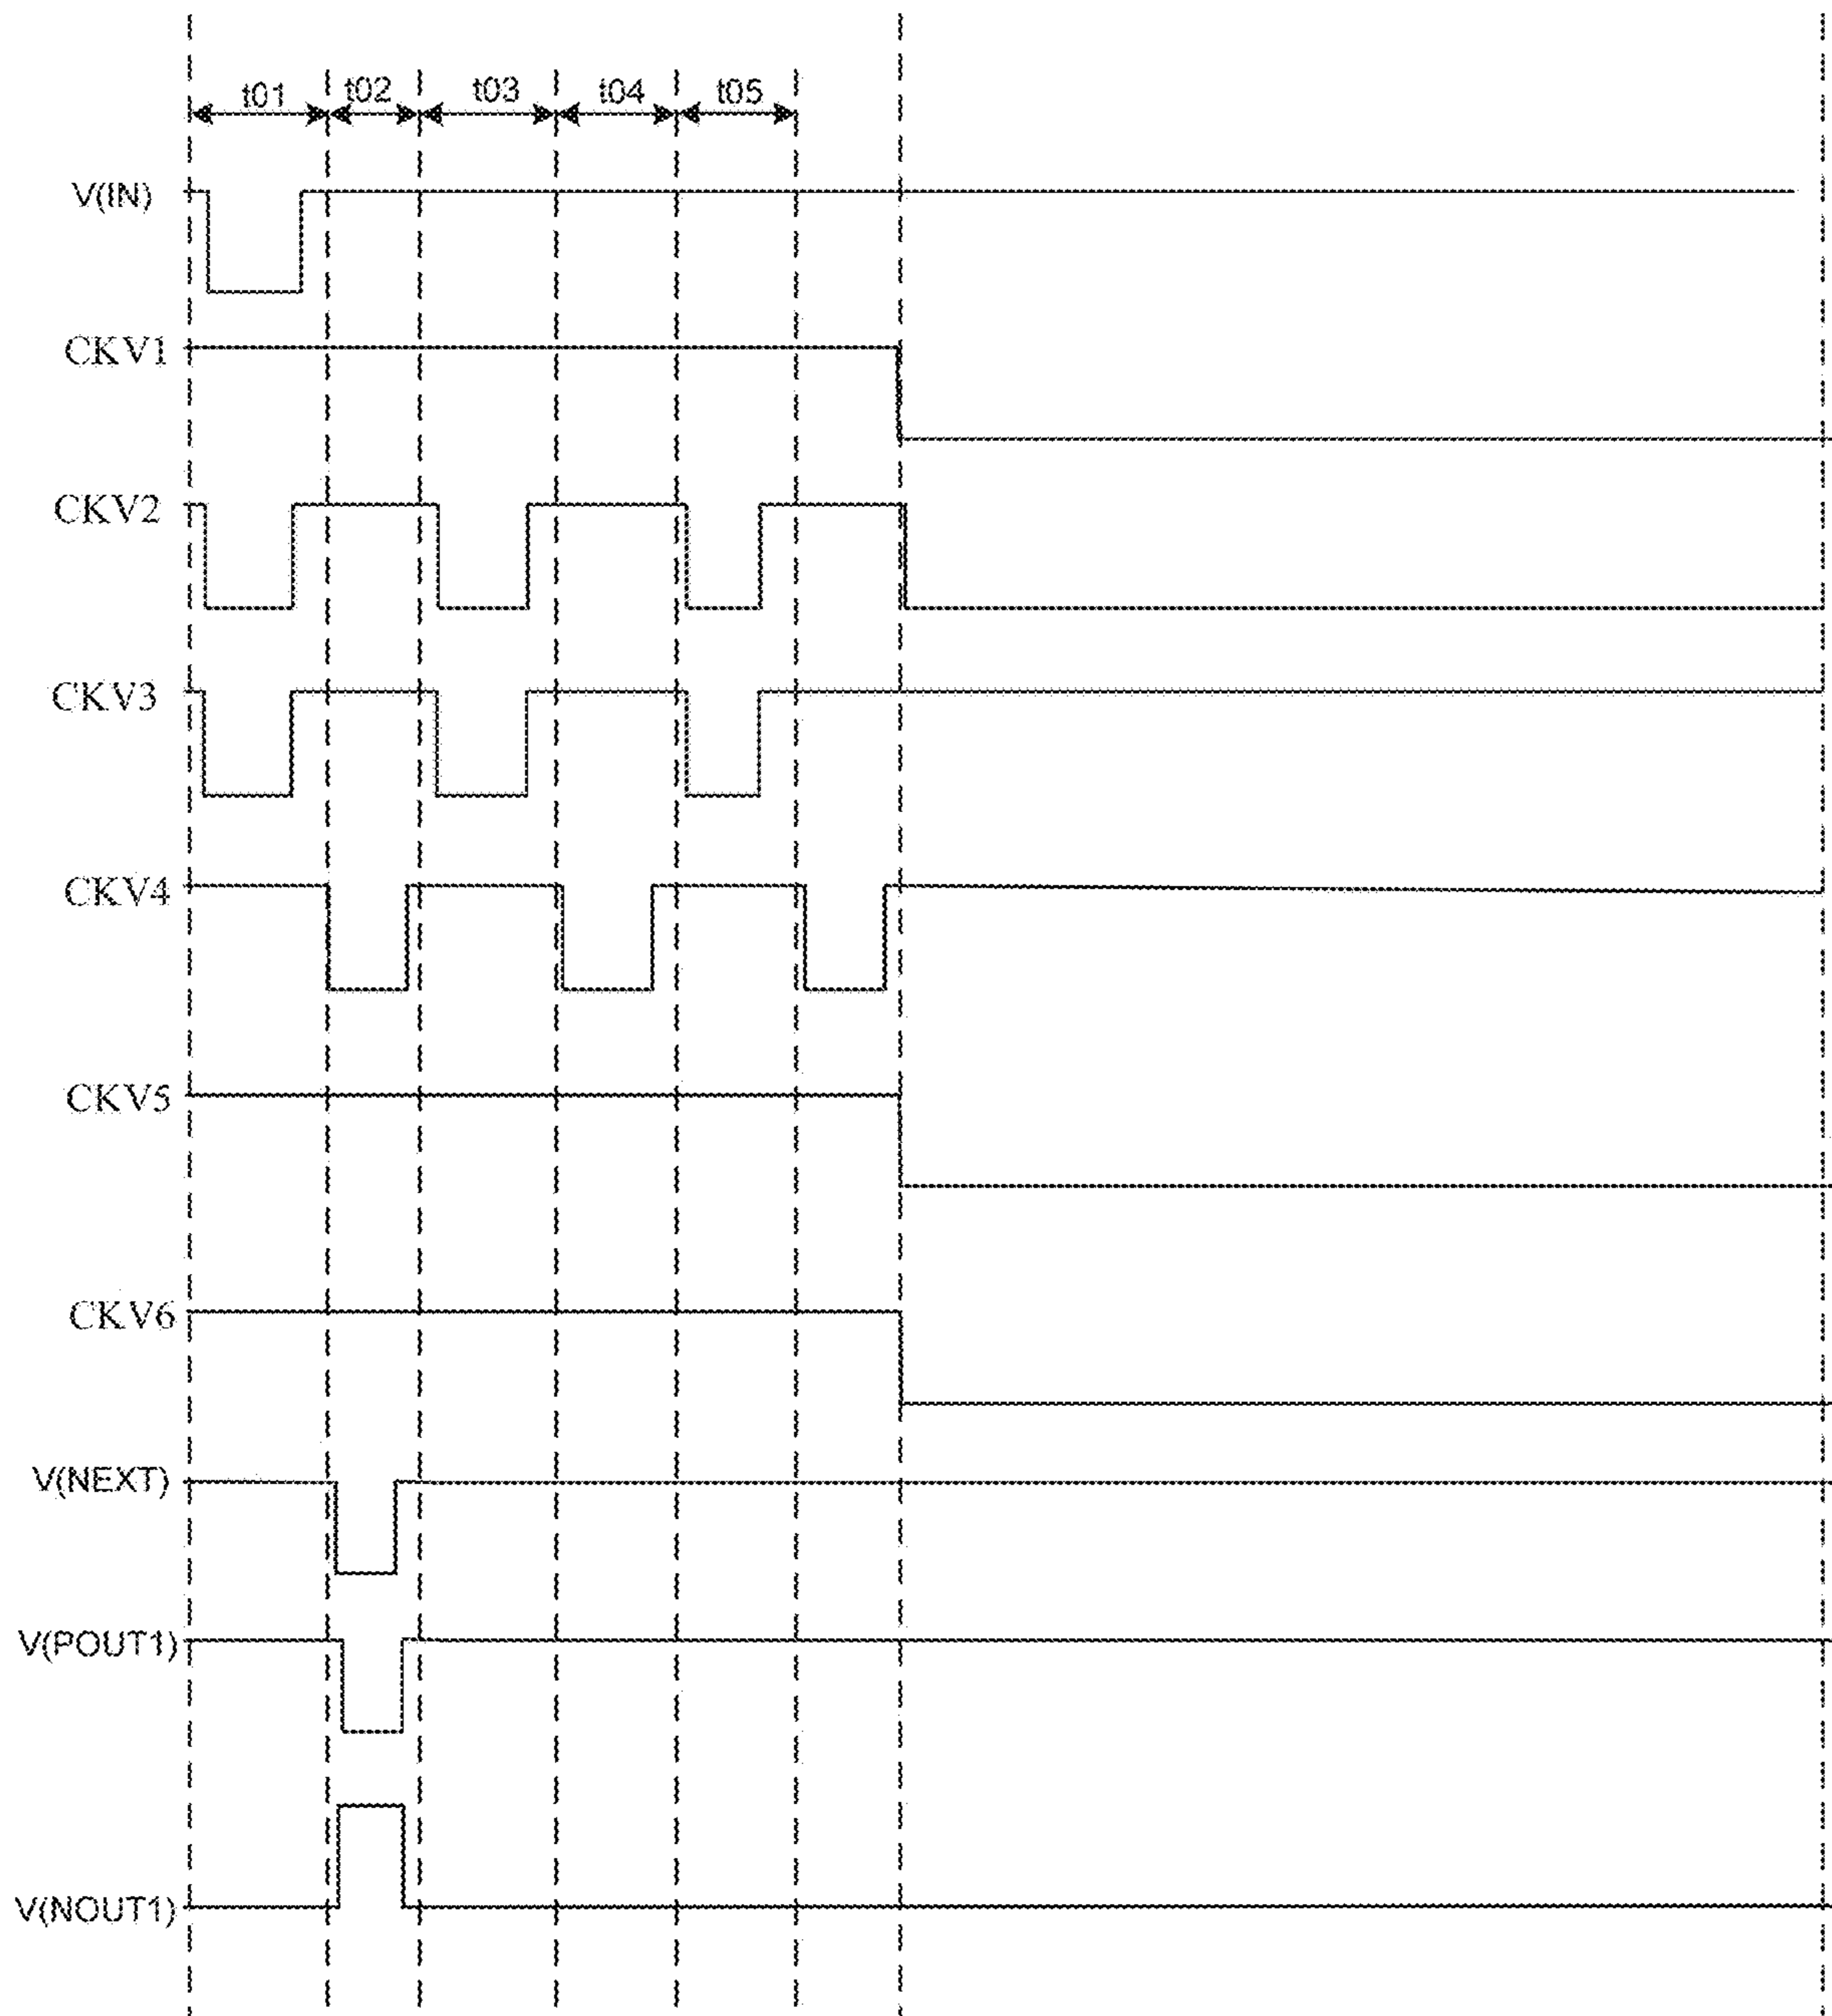 t01 t02 t03 t04 t05
V(IN)
CKV1
CKV2
CKV3
CKV4
CKV5
CKV6
V(NEXT)
V(POUT1)
V(NOUT1)